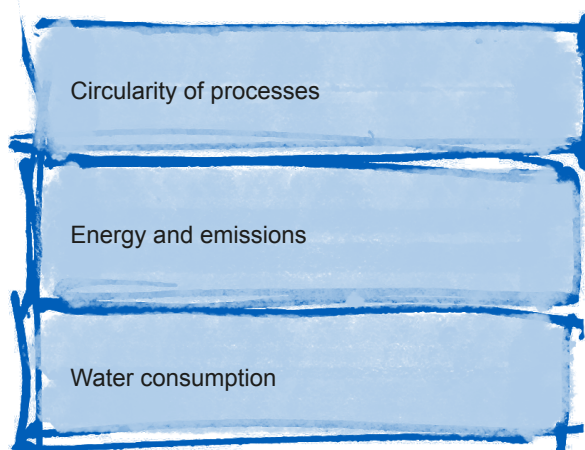 Circularity of processes
Energy and emissions
Water consumption